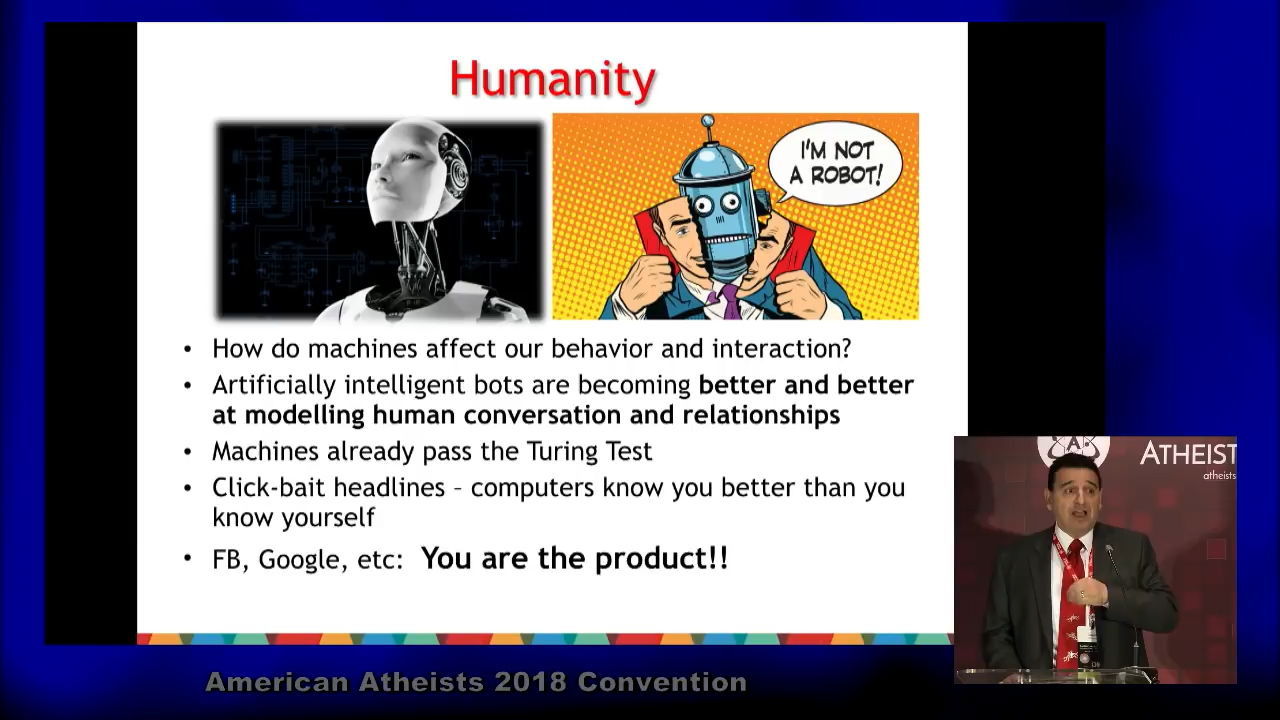 Humanity
I'M NOT
A ROBOT!
• How do machines affect our behavior and interaction?
• Artificially intelligent bots are becoming better and better
at modelling human conversation and relationships
• Machines already pass the Turing Test
• Click-bait headlines – computers know you better than you
know yourself
• FB, Google, etc: You are the product!!
A
ATHEIST
atheists
American Atheists 2018 Convention